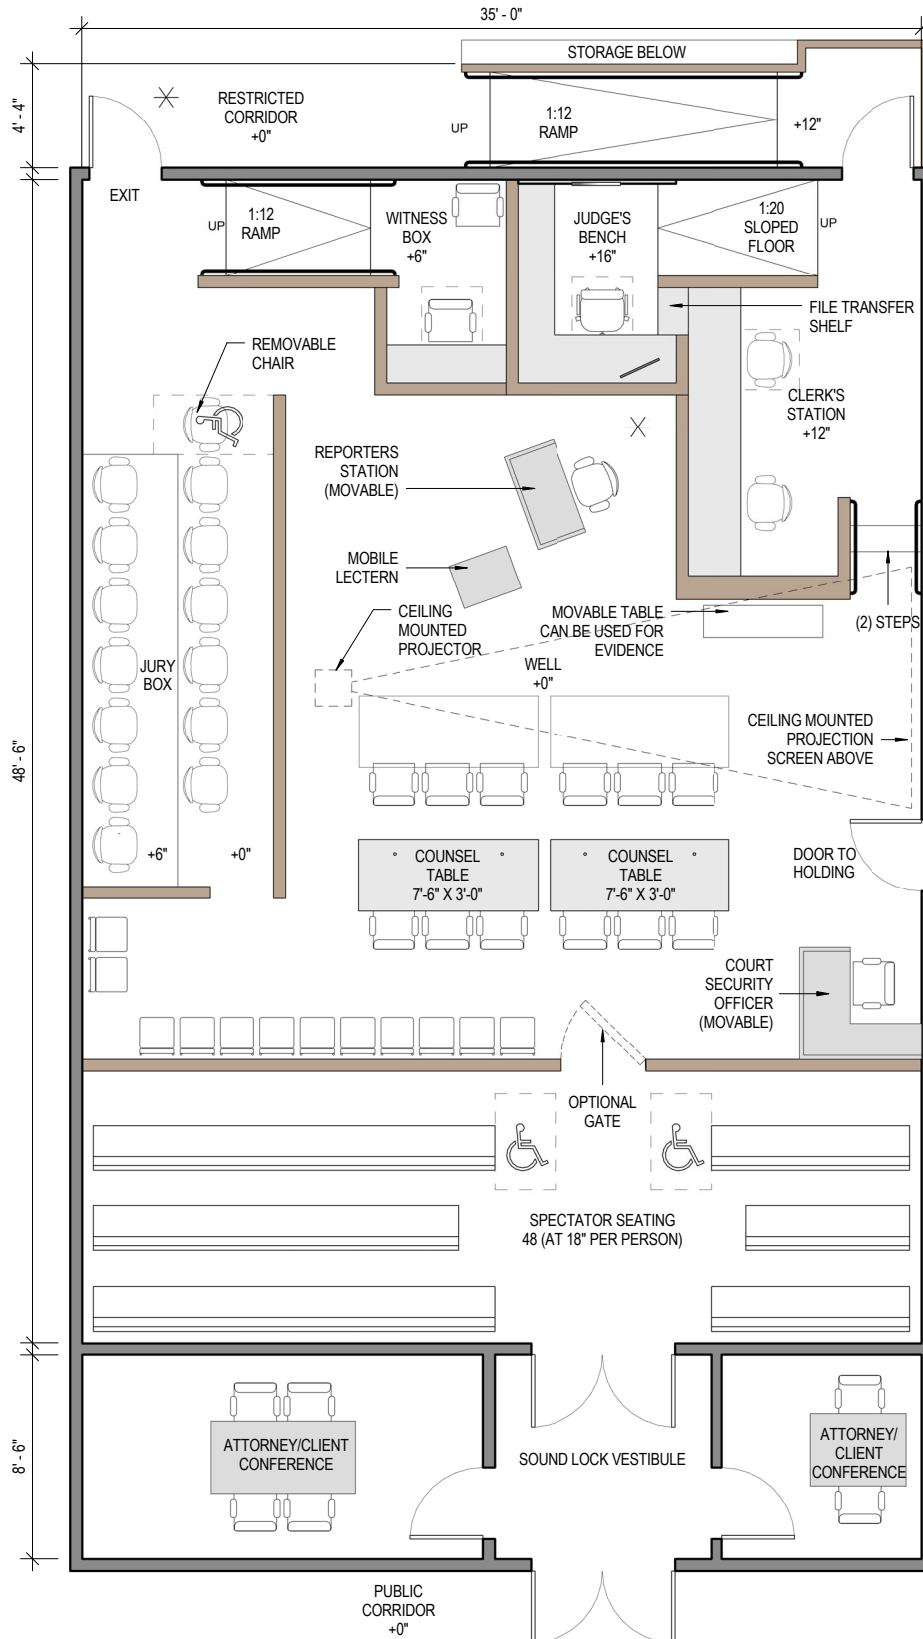 35' - 0"
STORAGE BELOW
4' - 4"
RESTRICTED
CORRIDOR
+0"
UP
1:12
RAMP
+12"
EXIT
UP
1:12
RAMP
WITNESS
BOX
+6"
JUDGE'S
BENCH
+16"
1:20
SLOPED
FLOOR
UP
FILE TRANSFER
SHELF
REMOVABLE
CHAIR
CLERK'S
STATION
+12"
REPORTERS
STATION
(MOVABLE)
MOBILE
LECTERN
CEILING
MOUNTED
PROJECTOR
MOVABLE TABLE
CAN BE USED FOR
EVIDENCE
(2) STEPS
JURY
BOX
WELL
+0"
CEILING MOUNTED
PROJECTION
SCREEN ABOVE
48' - 6"
+6"
+0"
COUNSEL
TABLE
7'-6" X 3'-0"
COUNSEL
TABLE
7'-6" X 3'-0"
DOOR TO
HOLDING
COURT
SECURITY
OFFICER
(MOVABLE)
OPTIONAL
GATE
SPECTATOR SEATING
48 (AT 18" PER PERSON)
8' - 6"
ATTORNEY/CLIENT
CONFERENCE
SOUND LOCK VESTIBULE
ATTORNEY/
CLIENT
CONFERENCE
PUBLIC
CORRIDOR
+0"